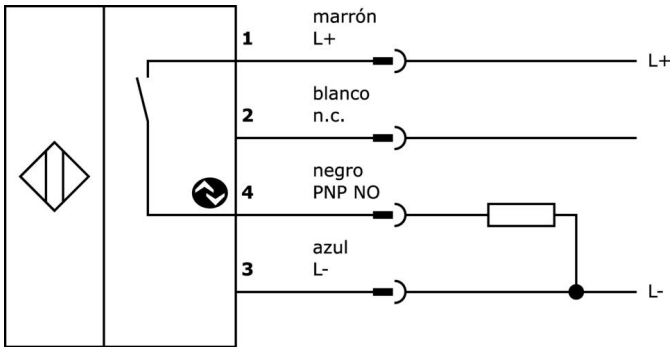 marrón
1 L+
L+
blanco
2 n.c.
negro
4 PNP NO
azul
3 L-
L-